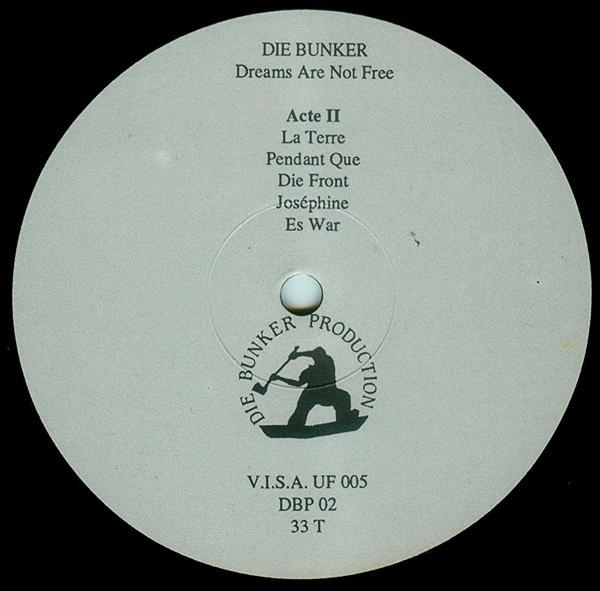 DIE BUNKER
Dreams Are Not Free
Acte II
La Terre
Pendant Que
Die Front
Joséphine
Es War
DIE BUNKER PRODUCTION
V.I.S.A. UF 005
DBP 02
33 T